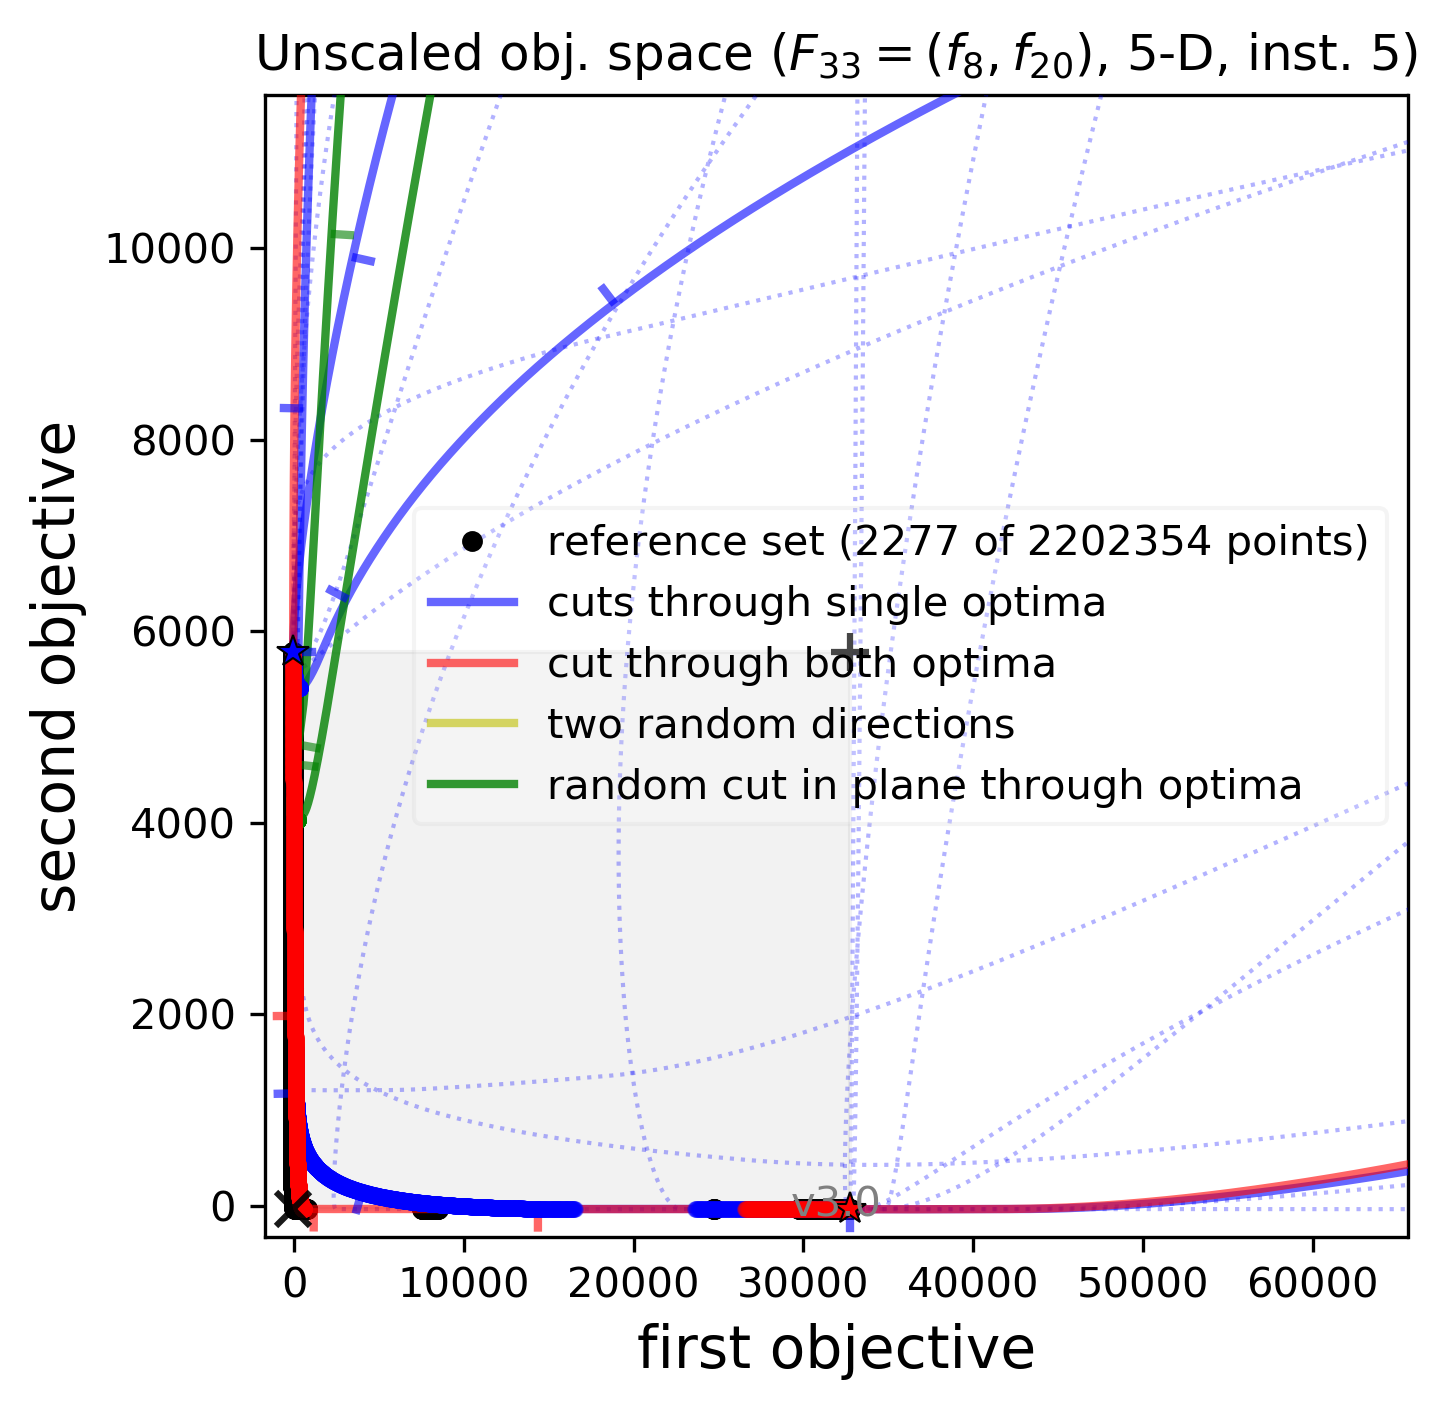 Unscaled obj. space (F₃₃ = (f₈, f₂₀), 5-D, inst. 5)
10000
8000
6000
4000
2000
0
second objective
reference set (2277 of 2202354 points)
cuts through single optima
cut through both optima
two random directions
random cut in plane through optima
v3.0
0 10000 20000 30000 40000 50000 60000
first objective